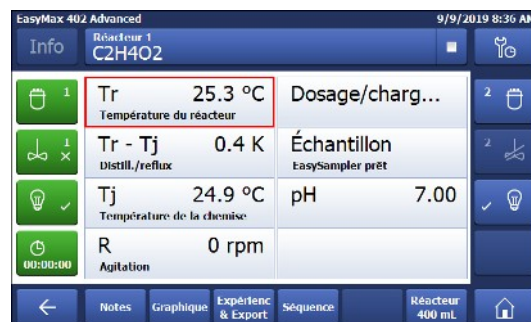 EasyMax 402 Advanced
9/9/2019 8:36 AM
Info
Réacteur 1
C2H4O2
1
Tr 25.3 °C
Température du réacteur
Dosage/charg...
2
1
Tr - Tj 0.4 K
Distill./reflux
Échantillon
EasySampler prêt
2
Tj 24.9 °C
Température de la chemise
pH 7.00
00:00:00
R 0 rpm
Agitation
Notes
Graphique
Expérienc
& Export
Séquence
Réacteur
400 mL